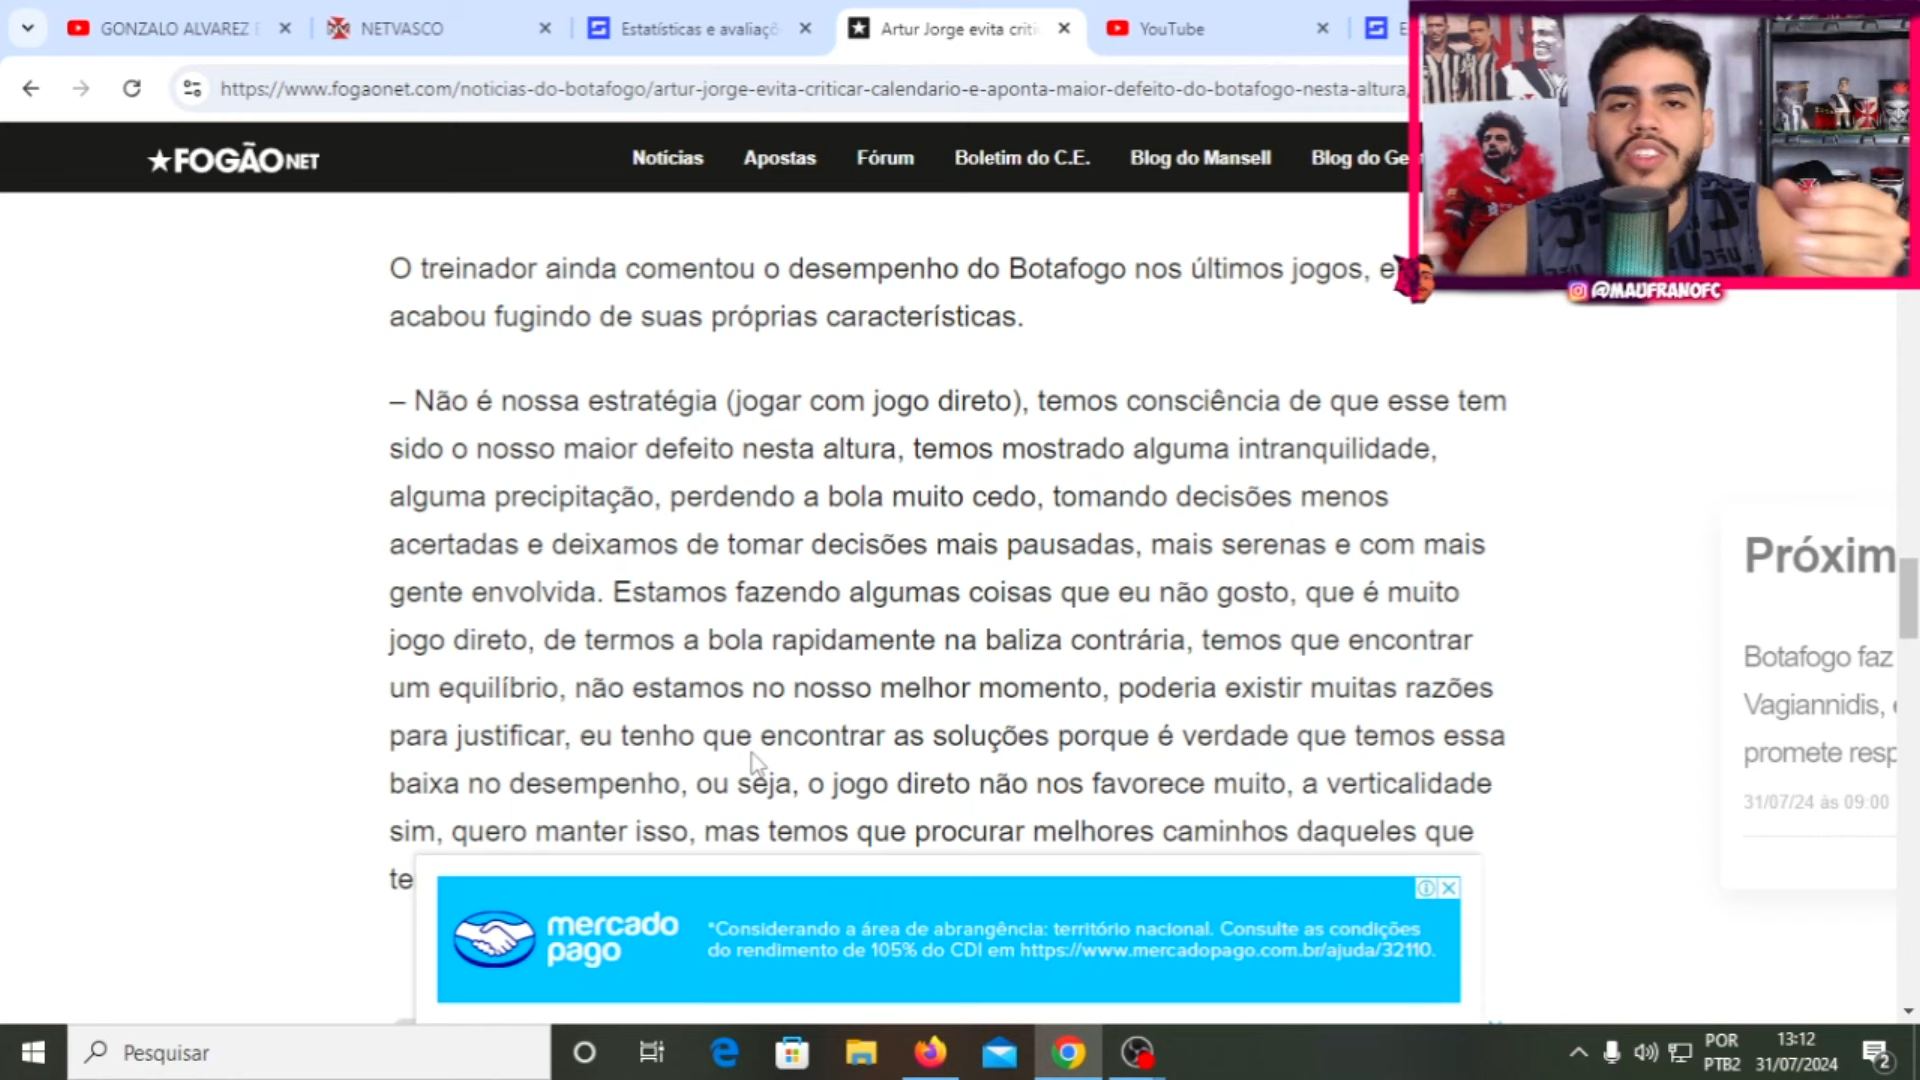 GONZALO ALVAREZ
NETVASCO
Estatísticas e avaliaçõ
Artur Jorge evita criti
YouTube
https://www.fogaonet.com/noticias-do-botafogo/artur-jorge-evita-criticar-calendario-e-aponta-maior-defeito-do-botafogo-nesta-altura,
FOGÃONET
Notícias
Apostas
Fórum
Boletim do C.E.
Blog do Mansell
Blog do Ge
@MAUFRANOFC
O treinador ainda comentou o desempenho do Botafogo nos últimos jogos, e
acabou fugindo de suas próprias características.
– Não é nossa estratégia (jogar com jogo direto), temos consciência de que esse tem
sido o nosso maior defeito nesta altura, temos mostrado alguma intranquilidade,
alguma precipitação, perdendo a bola muito cedo, tomando decisões menos
acertadas e deixamos de tomar decisões mais pausadas, mais serenas e com mais
gente envolvida. Estamos fazendo algumas coisas que eu não gosto, que é muito
jogo direto, de termos a bola rapidamente na baliza contrária, temos que encontrar
um equilíbrio, não estamos no nosso melhor momento, poderia existir muitas razões
para justificar, eu tenho que encontrar as soluções porque é verdade que temos essa
baixa no desempenho, ou seja, o jogo direto não nos favorece muito, a verticalidade
sim, quero manter isso, mas temos que procurar melhores caminhos daqueles que
te
Próxim
Botafogo faz
Vagiannidis,
promete resp
31/07/24 às 09:00
mercado
pago
*Considerando a área de abrangência: território nacional. Consulte as condições
do rendimento de 105% do CDI em https://www.mercadopago.com.br/ajuda/32110.
Pesquisar
POR
PTB2
13:12
31/07/2024
2